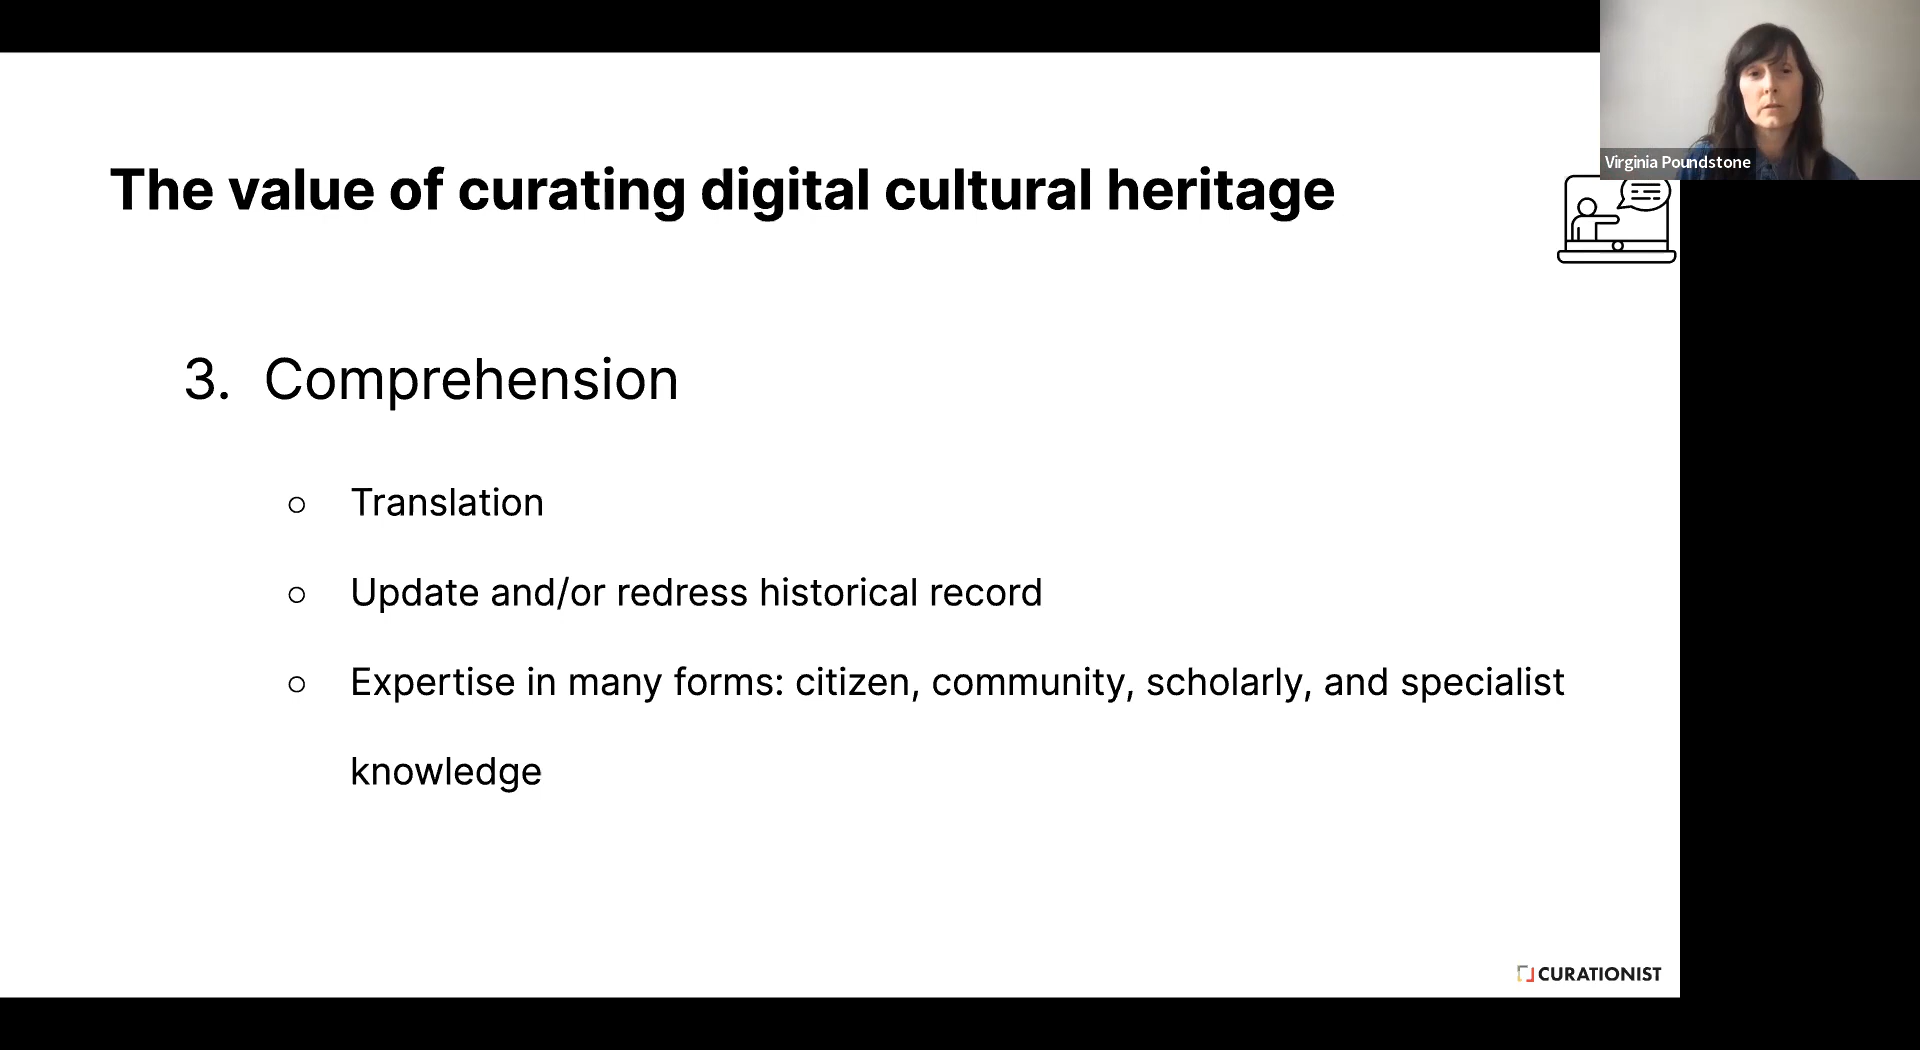 Virginia Poundstone
The value of curating digital cultural heritage
3. Comprehension
○ Translation
○ Update and/or redress historical record
○ Expertise in many forms: citizen, community, scholarly, and specialist
knowledge
CURATIONIST